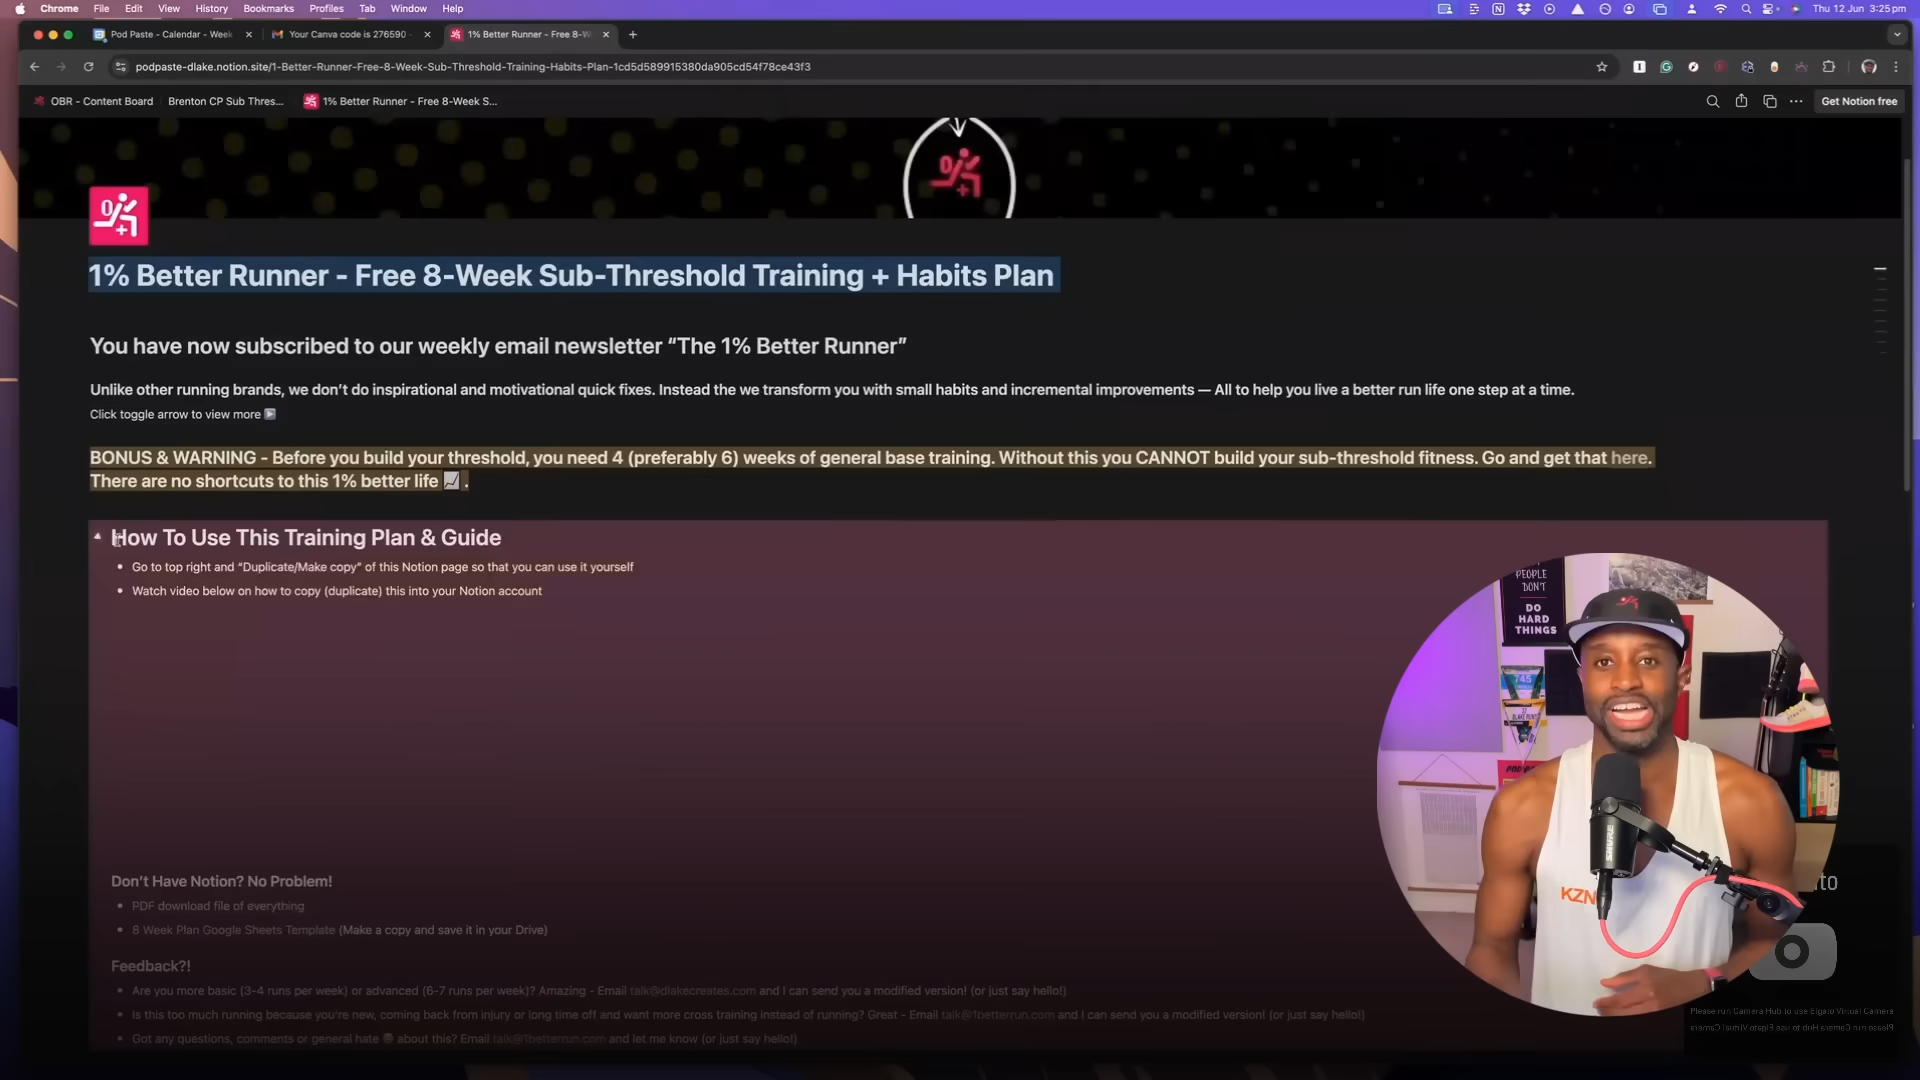 Chrome File Edit View History Bookmarks Profiles Tab Window Help Thu 12 Jun 3:25 pm
Pod Paste - Calendar - Week Your Canva code is 276590 - 1% Better Runner - Free 8-W
podpaste-dlake.notion.site/1-Better-Runner-Free-8-Week-Sub-Threshold-Training-Habits-Plan-1cd5d589915380da905cd54f78ce43f3
OBR - Content Board Brenton CP Sub Thres... 1% Better Runner - Free 8-Week S... Get Notion free
1% Better Runner - Free 8-Week Sub-Threshold Training + Habits Plan
You have now subscribed to our weekly email newsletter “The 1% Better Runner”
Unlike other running brands, we don’t do inspirational and motivational quick fixes. Instead the we transform you with small habits and incremental improvements — All to help you live a better run life one step at a time.
Click toggle arrow to view more
BONUS & WARNING - Before you build your threshold, you need 4 (preferably 6) weeks of general base training. Without this you CANNOT build your sub-threshold fitness. Go and get that here.
There are no shortcuts to this 1% better life .
How To Use This Training Plan & Guide
• Go to top right and “Duplicate/Make copy” of this Notion page so that you can use it yourself
• Watch video below on how to copy (duplicate) this into your Notion account
PEOPLE
DON'T
DO
HARD
THINGS
745
SHURE
KZN
Don’t Have Notion? No Problem!
• PDF download file of everything
• 8 Week Plan Google Sheets Template (Make a copy and save it in your Drive)
Feedback?!
• Are you more basic (3-4 runs per week) or advanced (6-7 runs per week)? Amazing - Email talk@dlakecreates.com and I can send you a modified version! (or just say hello!)
• Is this too much running because you're new, coming back from injury or long time off and want more cross training instead of running? Great - Email talk@1betterrun.com and I can send you a modified version! (or just say hello!)
• Got any questions, comments or general hate about this? Email talk@1betterrun.com and let me know (or just say hello!)
Please run Camera Hub to use Elgato Virtual Camera